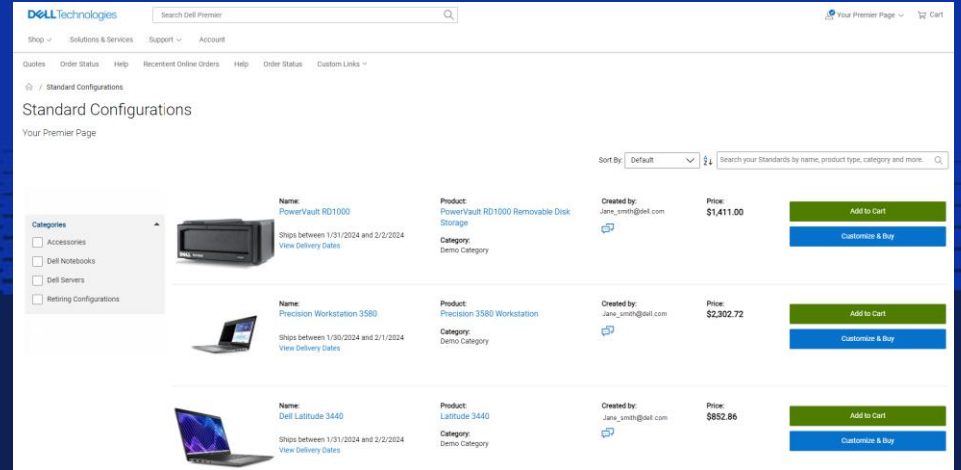 DELLTechnologies
Search Dell Premier
Your Premier Page
Cart
Shop
Solutions & Services
Support
Account
Quotes
Order Status
Help
Recentent Online Orders
Help
Order Status
Custom Links
/ Standard Configurations
Standard Configurations
Your Premier Page
Sort By:
Default
Search your Standards by name, product type, category and more.
Categories
Accessories
Dell Notebooks
Dell Servers
Retiring Configurations
Name:
PowerVault RD1000
Ships between 1/31/2024 and 2/2/2024
View Delivery Dates
Product:
PowerVault RD1000 Removable Disk
Storage
Category:
Demo Category
Created by:
Jane_smith@dell.com
Price:
$1,411.00
Add to Cart
Customize & Buy
Name:
Precision Workstation 3580
Ships between 1/30/2024 and 2/1/2024
View Delivery Dates
Product:
Precision 3580 Workstation
Category:
Demo Category
Created by:
Jane_smith@dell.com
Price:
$2,302.72
Add to Cart
Customize & Buy
Name:
Dell Latitude 3440
Ships between 1/31/2024 and 2/2/2024
View Delivery Dates
Product:
Latitude 3440
Category:
Demo Category
Created by:
Jane_smith@dell.com
Price:
$852.86
Add to Cart
Customize & Buy